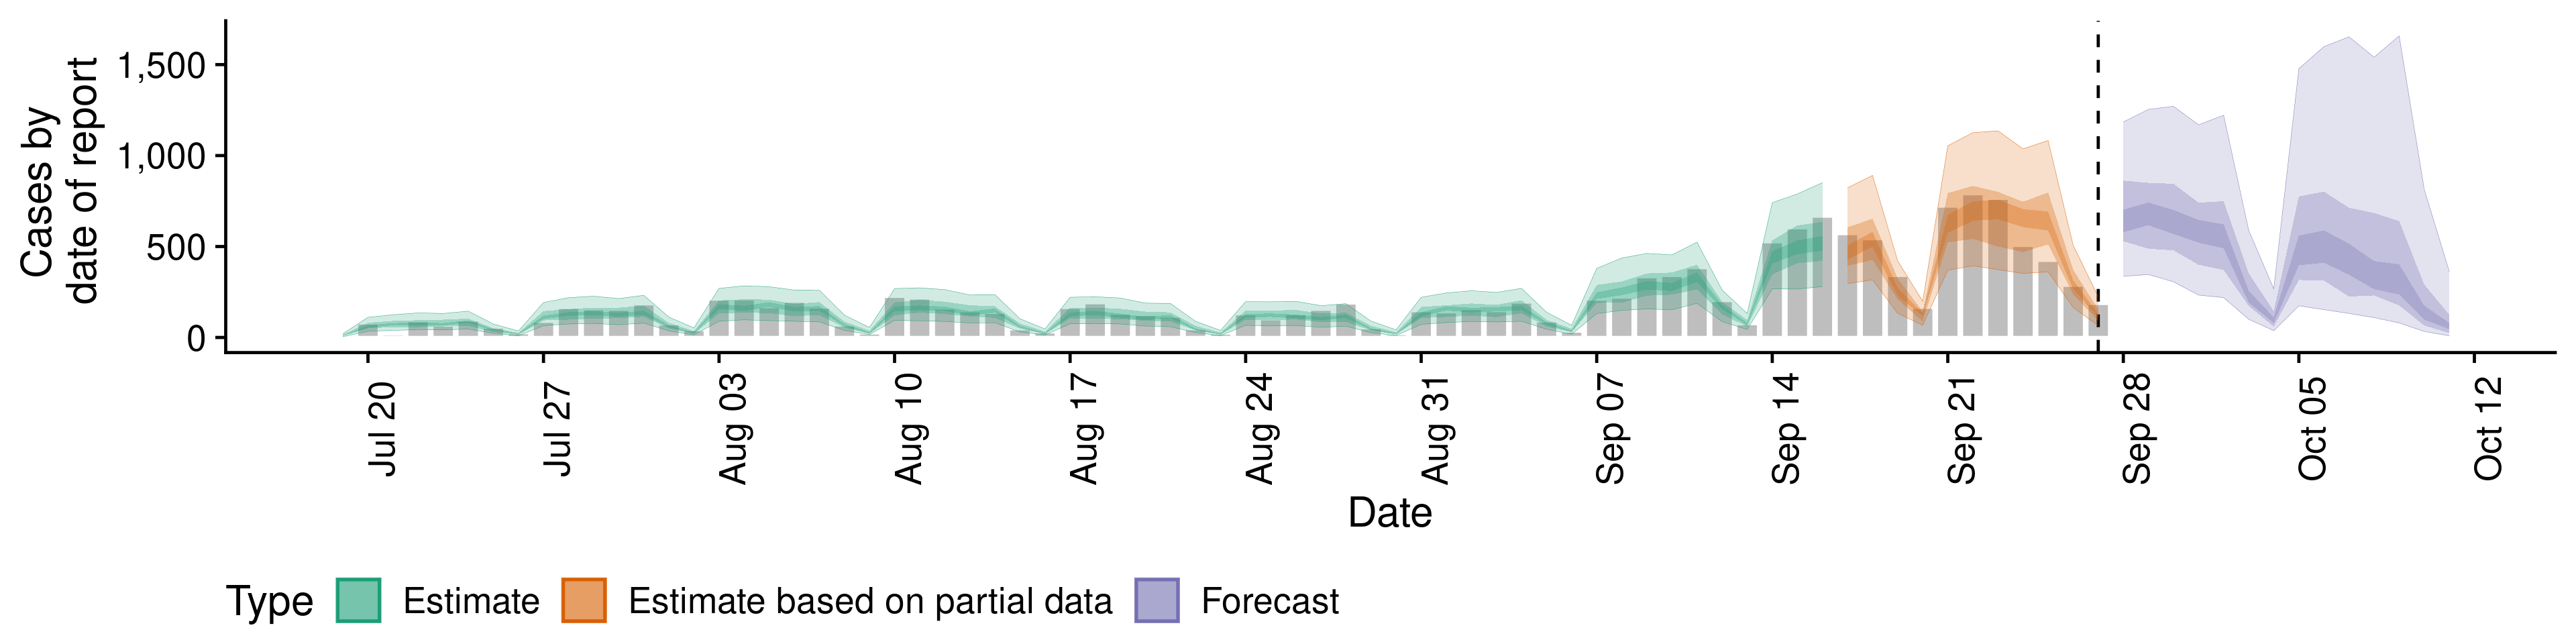 Cases by
date of report
1,500
1,000
500
0
Jul 20
Jul 27
Aug 03
Aug 10
Aug 17
Aug 24
Aug 31
Sep 07
Sep 14
Sep 21
Sep 28
Oct 05
Oct 12
Date
Type Estimate Estimate based on partial data Forecast